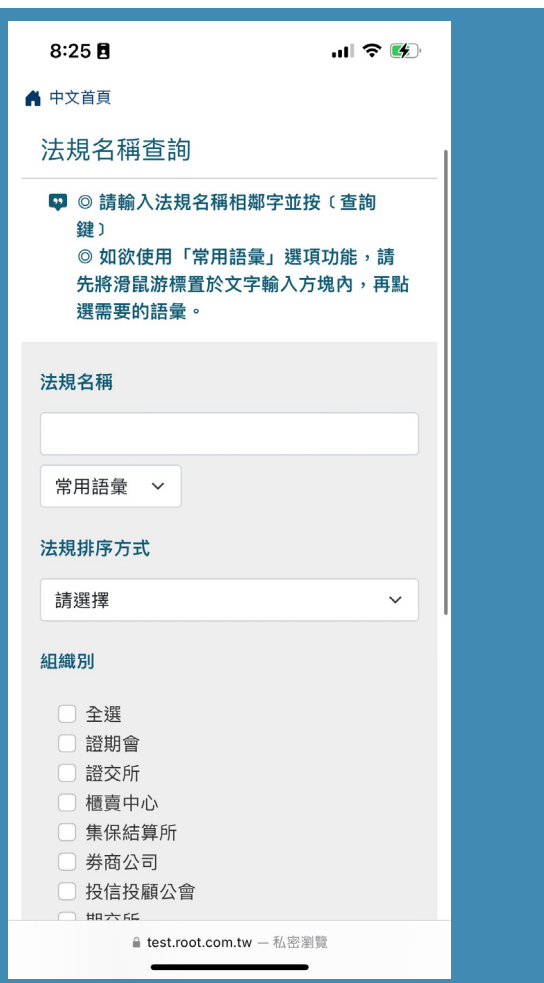 8:25
中文首頁
法規名稱查詢
◎ 請輸入法規名稱相鄰字並按﹝查詢
鍵﹞
◎ 如欲使用「常用語彙」選項功能，請
先將滑鼠游標置於文字輸入方塊內，再點
選需要的語彙。
法規名稱
常用語彙
法規排序方式
請選擇
組織別
全選
證期會
證交所
櫃賣中心
集保結算所
券商公司
投信投顧公會
期交所
test.root.com.tw — 私密瀏覽